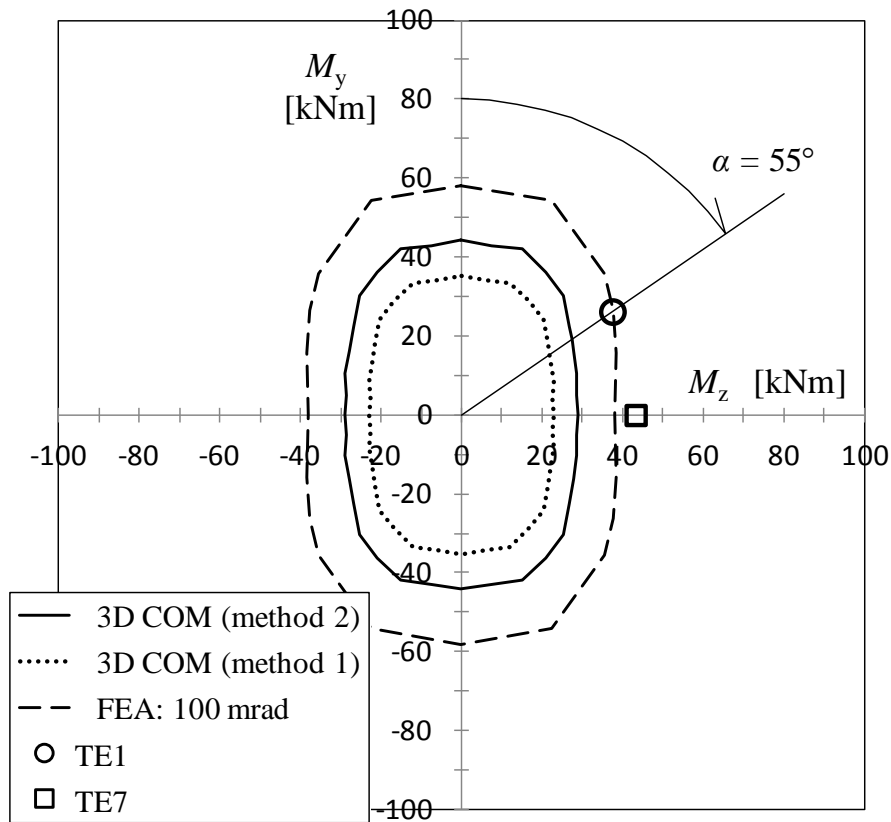 100
M_y
[kNm]
80
α = 55°
60
40
20
M_z [kNm]
0
-100 -80 -60 -40 -20 0 20 40 60 80 100
-20
-40
3D COM (method 2)
3D COM (method 1)
-60
FEA: 100 mrad
TE1
-80
TE7
-100